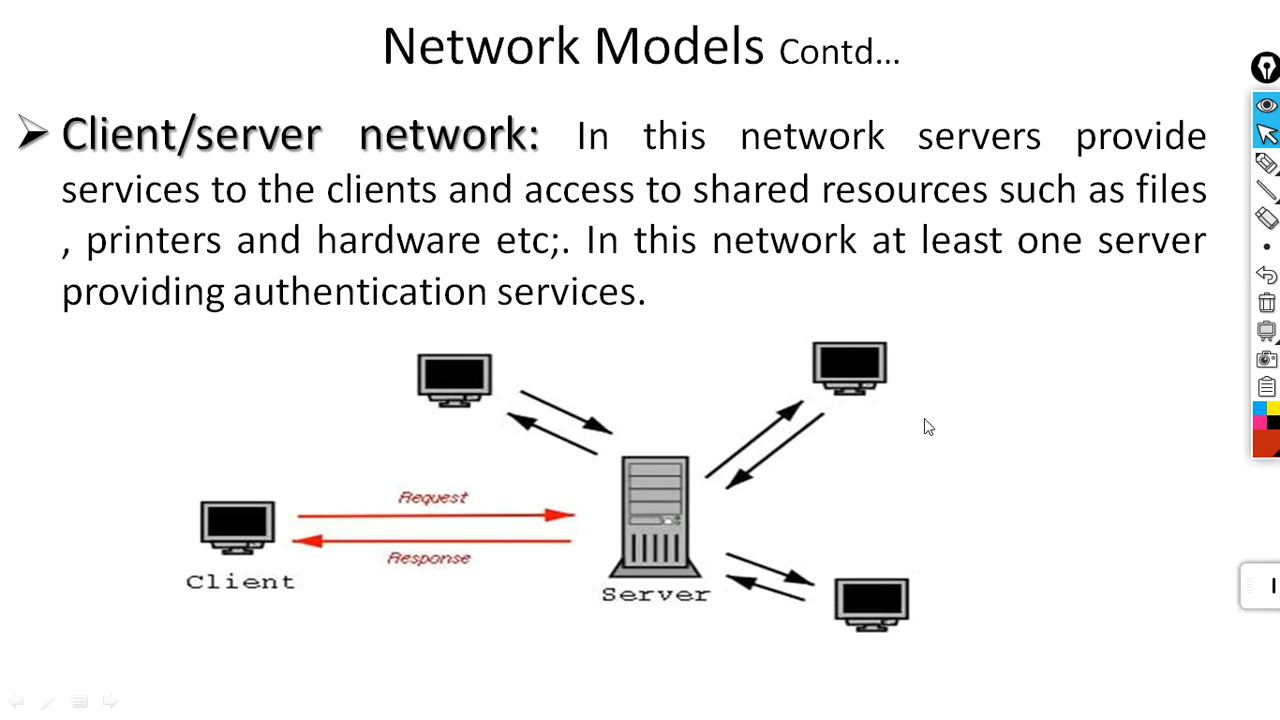 Network Models Contd...
Client/server network: In this network servers provide
services to the clients and access to shared resources such as files
, printers and hardware etc;. In this network at least one server
providing authentication services.
Request
Response
Client
Server